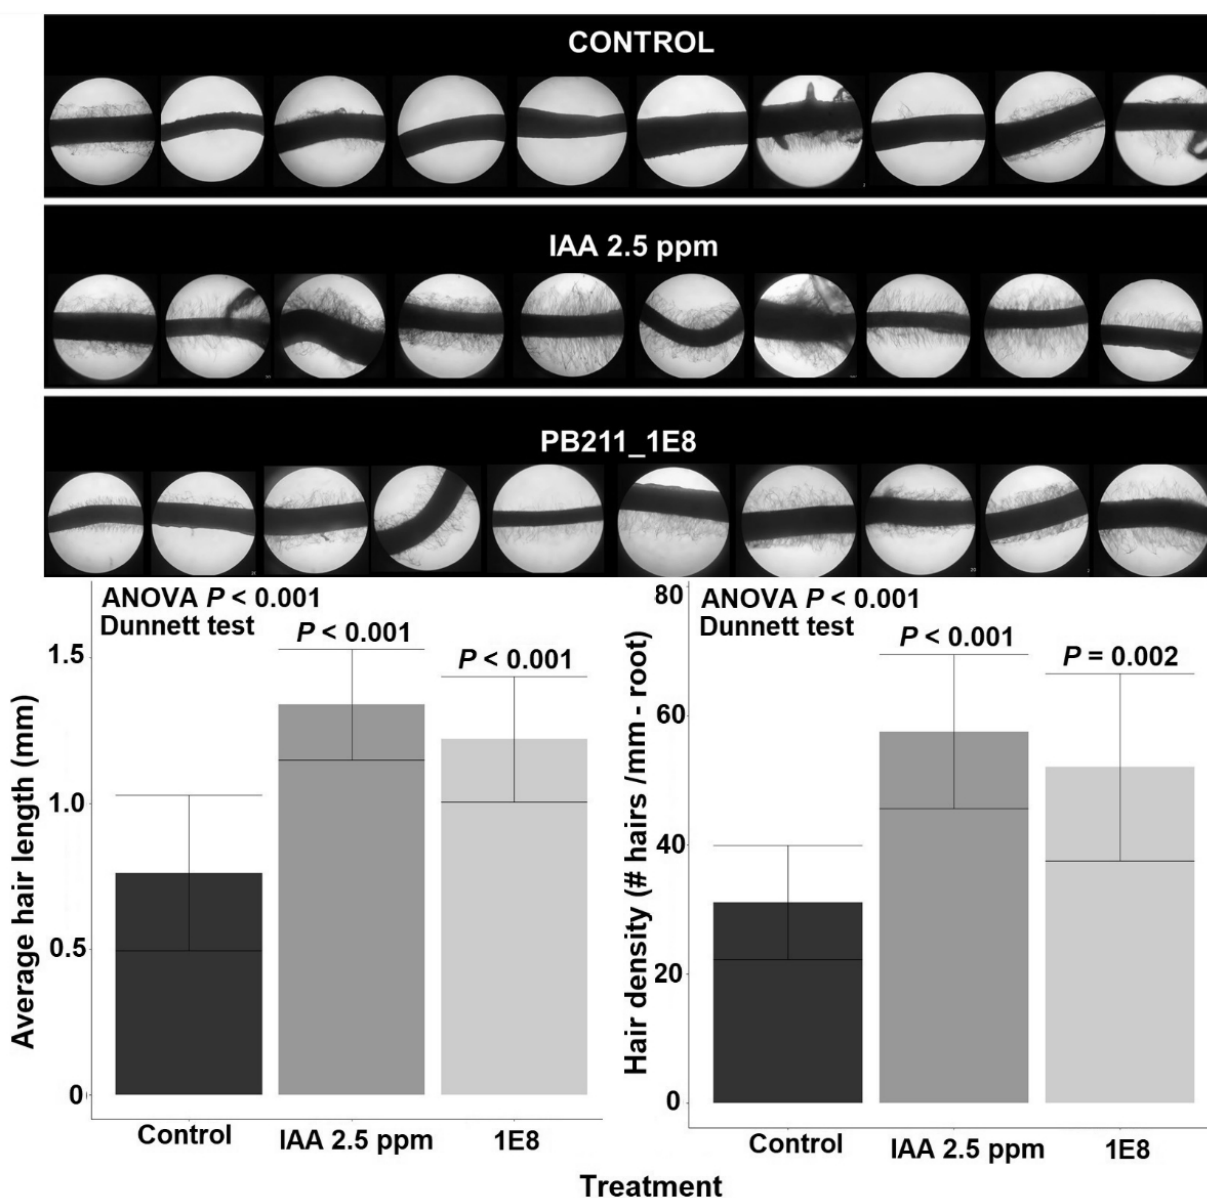 CONTROL
IAA 2.5 ppm
PB211_1E8
ANOVA P < 0.001
Dunnett test
P < 0.001
P < 0.001
1.5
1.0
0.5
0
Average hair length (mm)
Control
IAA 2.5 ppm
1E8
ANOVA P < 0.001
Dunnett test
P < 0.001
P = 0.002
80
60
40
20
0
Hair density (# hairs /mm - root)
Control
IAA 2.5 ppm
1E8
Treatment